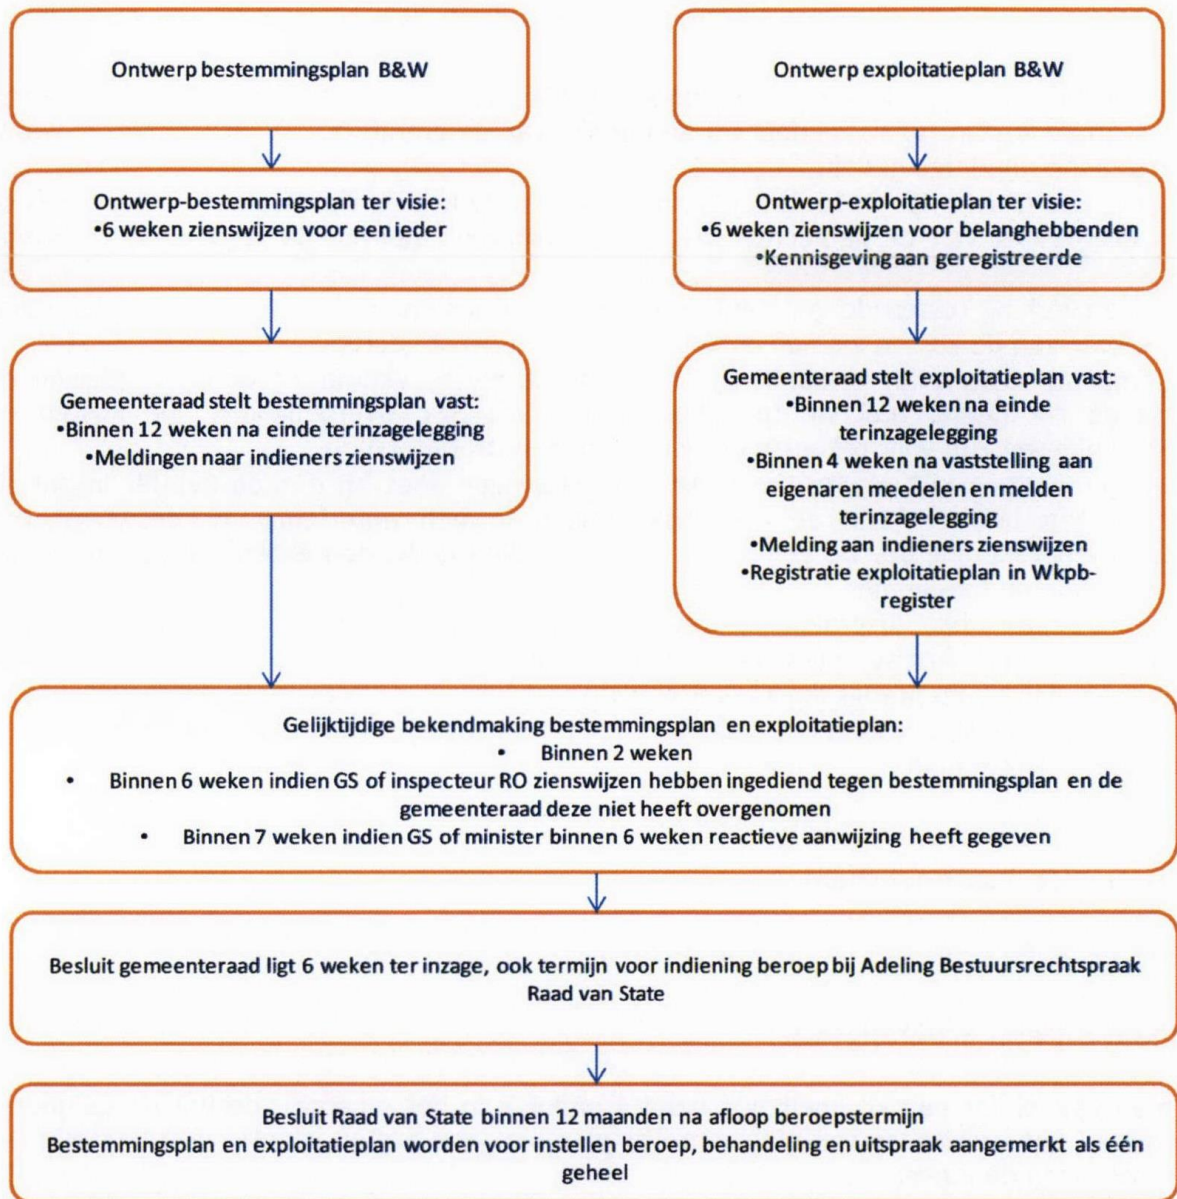 Ontwerp bestemmingsplan B&W
Ontwerp exploitatieplan B&W
Ontwerp-bestemmingsplan ter visie:
•6 weken zienswijzen voor een ieder
Ontwerp-exploitatieplan ter visie:
•6 weken zienswijzen voor belanghebbenden
•Kennisgeving aan geregistreerde
Gemeenteraad stelt bestemmingsplan vast:
•Binnen 12 weken na einde terinzagelegging
•Meldingen naar indieners zienswijzen
Gemeenteraad stelt exploitatieplan vast:
•Binnen 12 weken na einde
terinzagelegging
•Binnen 4 weken na vaststelling aan
eigenaren meedelen en melden
terinzagelegging
•Melding aan indieners zienswijzen
•Registratie exploitatieplan in Wkpb-
register
Gelijktijdige bekendmaking bestemmingsplan en exploitatieplan:
• Binnen 2 weken
• Binnen 6 weken indien GS of inspecteur RO zienswijzen hebben ingediend tegen bestemmingsplan en de
gemeenteraad deze niet heeft overgenomen
• Binnen 7 weken indien GS of minister binnen 6 weken reactieve aanwijzing heeft gegeven
Besluit gemeenteraad ligt 6 weken ter inzage, ook termijn voor indiening beroep bij Adeling Bestuursrechtspraak
Raad van State
Besluit Raad van State binnen 12 maanden na afloop beroepstermijn
Bestemmingsplan en exploitatieplan worden voor instellen beroep, behandeling en uitspraak aangemerkt als één
geheel